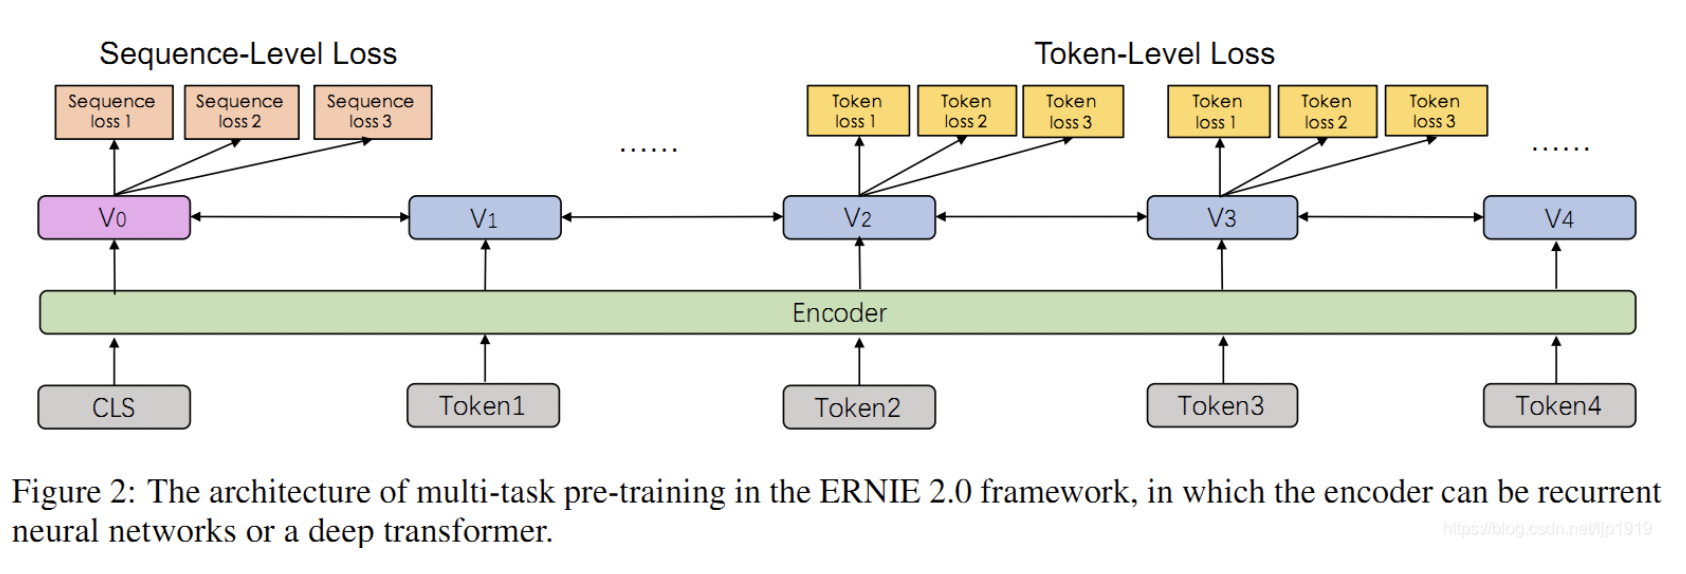 Sequence-Level Loss
Token-Level Loss
Sequence loss 1
Sequence loss 2
Sequence loss 3
......
Token loss 1
Token loss 2
Token loss 3
Token loss 1
Token loss 2
Token loss 3
......
V0
V1
V2
V3
V4
Encoder
CLS
Token1
Token2
Token3
Token4
Figure 2: The architecture of multi-task pre-training in the ERNIE 2.0 framework, in which the encoder can be recurrent
neural networks or a deep transformer.
https://blog.csdn.net/ljp1919